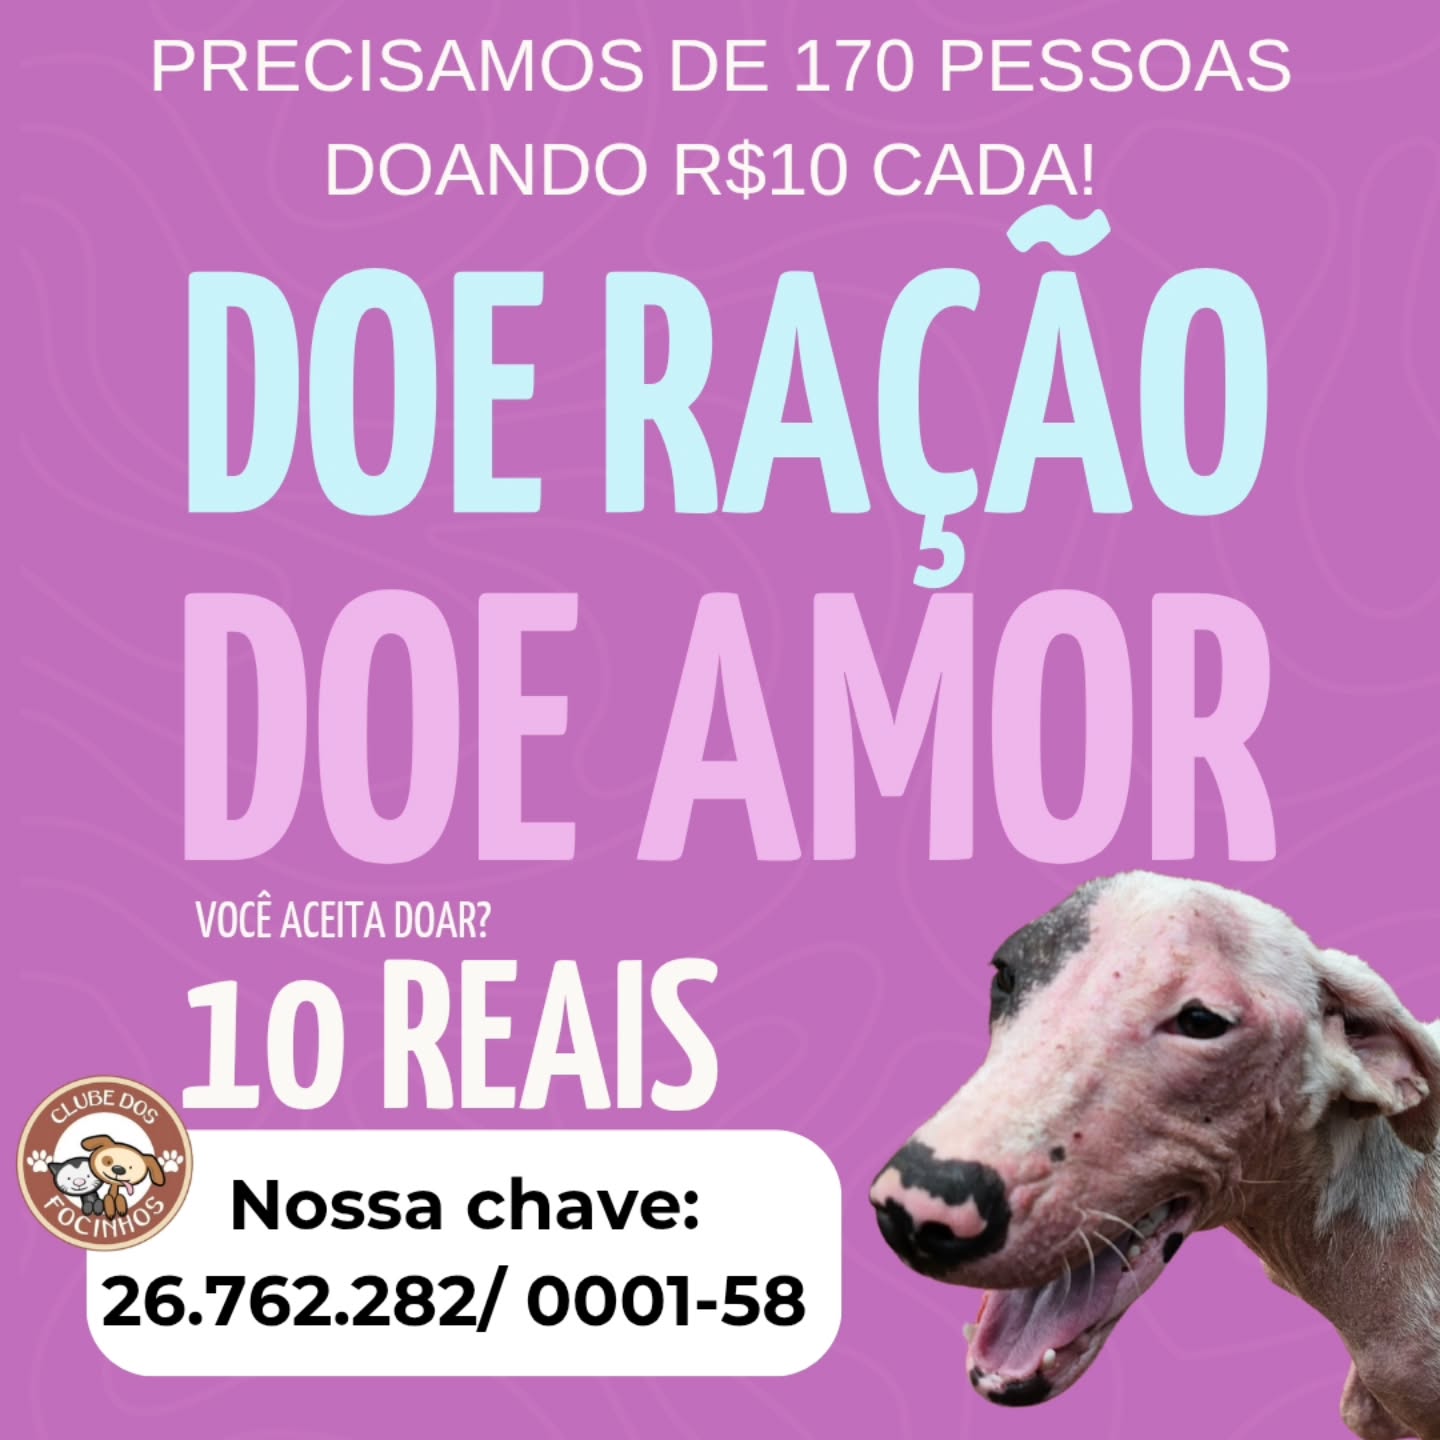 PRECISAMOS DE 170 PESSOAS
DOANDO R$10 CADA!
DOE RAÇÃO
DOE AMOR
VOCÊ ACEITA DOAR?
10 REAIS
CLUBE DOS
FOCINHOS
Nossa chave:
26.762.282/ 0001-58